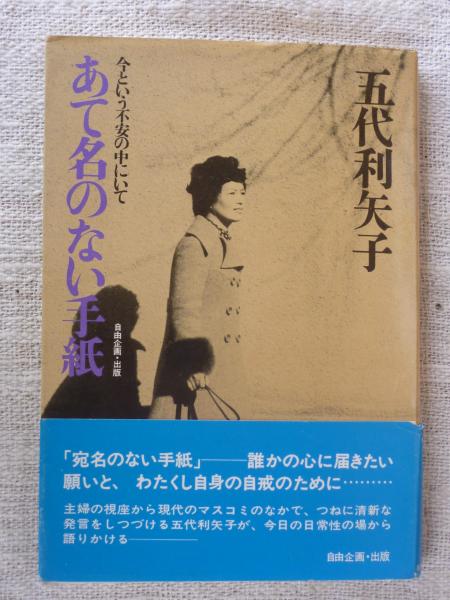 五代利矢子
今という不安の中にいて
あて名のない手紙
自由企画・出版
「宛名のない手紙」———誰かの心に届きたい
願いと、わたくし自身の自戒のために………
主婦の視座から現代のマスコミのなかで、つねに清新な
発言をしつづける五代利矢子が、今日の日常性の場から
語りかける————
自由企画・出版